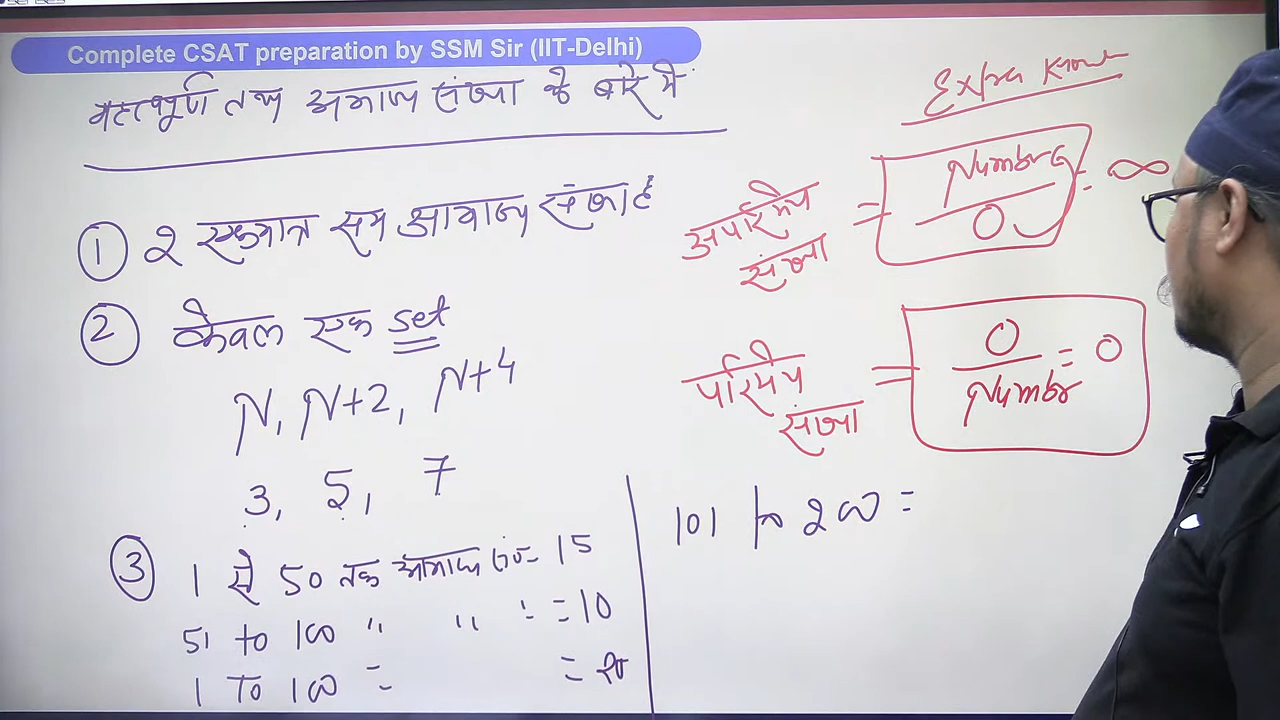 Complete CSAT preparation by SSM Sir (IIT-Delhi)
महत्वपूर्ण तथ्य अभाज्य संख्या के बारे में
① 2 एकमात्र सम अभाज्य संख्या है
② केवल एक set
N, N+2, N+4
3, 5, 7
③ 1 से 50 तक अभाज्य सं० = 15
51 to 100 " " " = 10
1 To 100 = =
Extra Know
अपरिमेय संख्या = Number / 0 = ∞
परिमेय संख्या = 0 / Number = 0
101 to 200 =